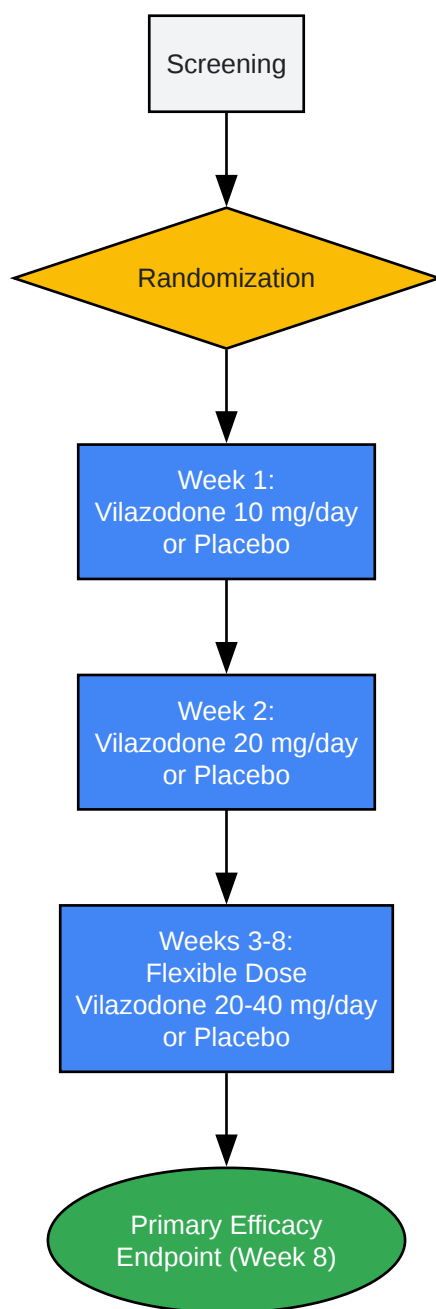 Screening
Randomization
Week 1:
Vilazodone 10 mg/day
or Placebo
Week 2:
Vilazodone 20 mg/day
or Placebo
Weeks 3-8:
Flexible Dose
Vilazodone 20-40 mg/day
or Placebo
Primary Efficacy
Endpoint (Week 8)